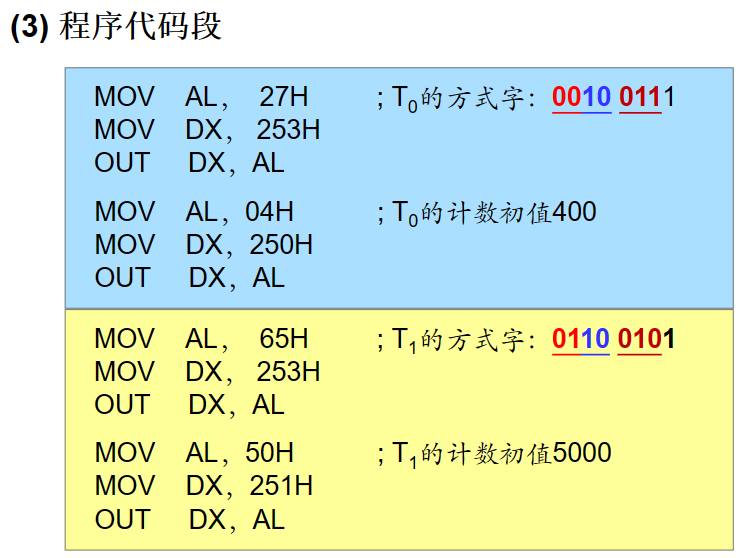 (3) 程序代码段
MOV AL, 27H ; T0的方式字：0010 0111
MOV DX, 253H
OUT DX, AL
MOV AL, 04H ; T0的计数初值400
MOV DX, 250H
OUT DX, AL
MOV AL, 65H ; T1的方式字：0110 0101
MOV DX, 253H
OUT DX, AL
MOV AL, 50H ; T1的计数初值5000
MOV DX, 251H
OUT DX, AL